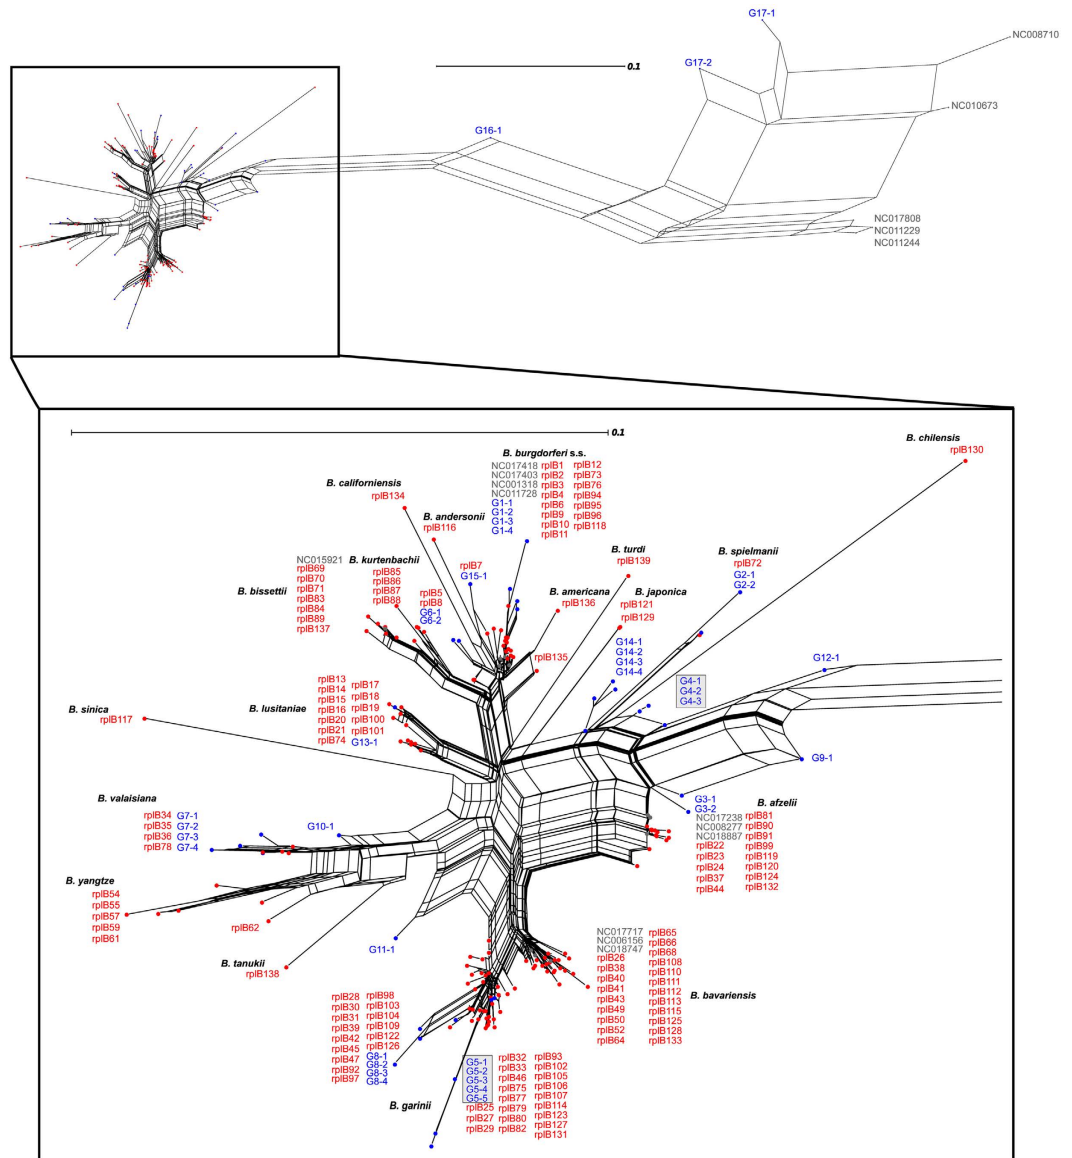 G17-1
NC008710
0.1
G17-2
NC010673
G16-1
NC017808
NC011229
NC011244
0.1
B. chilensis
rplB130
B. burgdorferi s.s.
NC017418 rplB1 rplB12
NC017403 rplB2 rplB73
NC001318 rplB3 rplB76
NC011728 rplB4 rplB94
G1-1 rplB6 rplB95
G1-2 rplB9 rplB96
G1-3 rplB10 rplB118
G1-4 rplB11
B. californiensis
rplB134
B. andersonii
rplB116
B. turdi
rplB139
B. spielmanii
rplB72
G2-1
G2-2
B. kurtenbachii
rplB85
rplB86
rplB87
rplB88
rplB7
G15-1
B. bissettii
NC015921
rplB69
rplB70
rplB71
rplB83
rplB84
rplB89
rplB137
rplB5
rplB8
G6-1
G6-2
B. americana
rplB136
B. japonica
rplB121
rplB129
rplB135
G14-1
G14-2
G14-3
G14-4
G12-1
G4-1
G4-2
G4-3
B. lusitaniae
rplB13 rplB17
rplB14 rplB18
rplB15 rplB19
rplB16 rplB100
rplB20 rplB101
rplB21 G13-1
rplB74
B. sinica
rplB117
G9-1
B. valaisiana
rplB34 G7-1
rplB35 G7-2
rplB36 G7-3
rplB78 G7-4
G10-1
G3-1
G3-2
B. afzelii
NC017238 rplB81
NC008277 rplB90
NC018887 rplB91
rplB22 rplB99
rplB23 rplB119
rplB24 rplB120
rplB37 rplB124
rplB44 rplB132
B. yangtze
rplB54
rplB55
rplB57
rplB59
rplB61
rplB62
G11-1
B. tanukii
rplB138
NC017717 rplB65
NC006156 rplB66
NC018747 rplB68
rplB26 rplB108
rplB38 rplB110
rplB40 rplB111
rplB41 rplB112
rplB43 rplB113
rplB49 rplB115
rplB50 rplB125
rplB52 rplB128
rplB64 rplB133
B. bavariensis
rplB28 rplB98
rplB30 rplB103
rplB31 rplB104
rplB39 rplB109
rplB42 rplB122
rplB45 rplB126
rplB47 G8-1
rplB92 G8-2
rplB97 G8-3
G8-4
B. garinii
G5-1 rplB32 rplB93
G5-2 rplB33 rplB102
G5-3 rplB46 rplB105
G5-4 rplB75 rplB106
G5-5 rplB77 rplB107
rplB25 rplB79 rplB114
rplB27 rplB80 rplB123
rplB29 rplB82 rplB127
rplB131